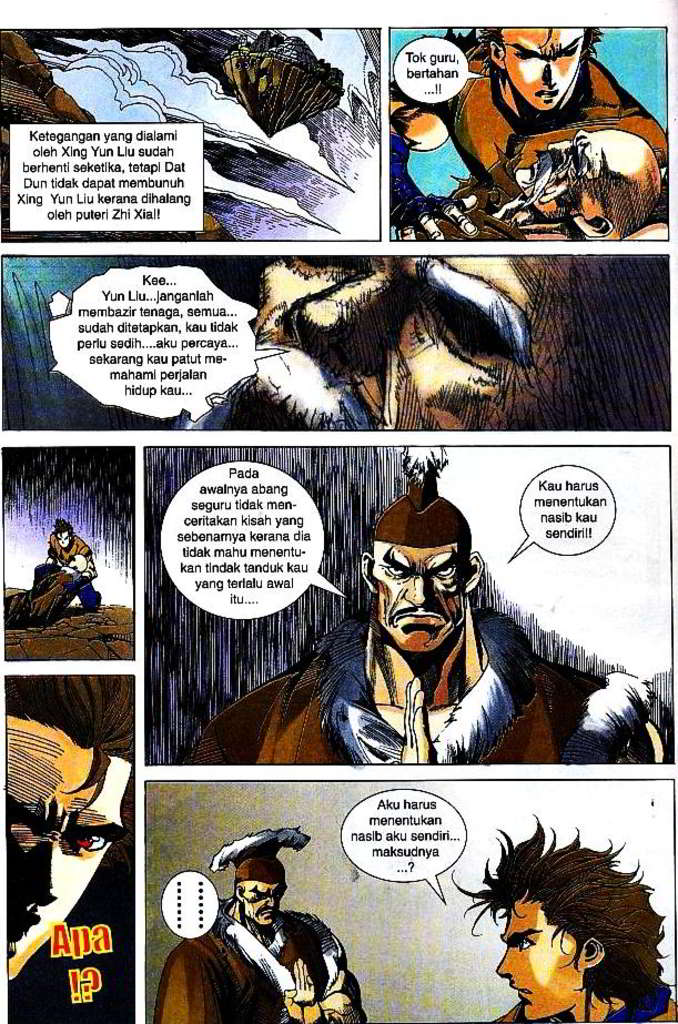 Ketegangan yang dialami
oleh Xing Yun Liu sudah
berhenti seketika, tetapi Dat
Dun tidak dapat membunuh
Xing Yun Liu kerana dihalang
oleh puteri Zhi Xia!
Tok guru,
bertahan
...!!
Kee...
Yun Liu...janganlah
membazir tenaga, semua...
sudah ditetapkan, kau tidak
perlu sedih....aku percaya...
sekarang kau patut me-
mahami perjalan
hidup kau...
Pada
awalnya abang
seguru tidak men-
ceritakan kisah yang
sebenarnya kerana dia
tidak mahu menentu-
kan tindak tanduk kau
yang terlalu awal
itu....
Kau harus
menentukan
nasib kau
sendiri!
Apa
!?
Aku harus
menentukan
nasib aku sendiri...
maksudnya
...?
......